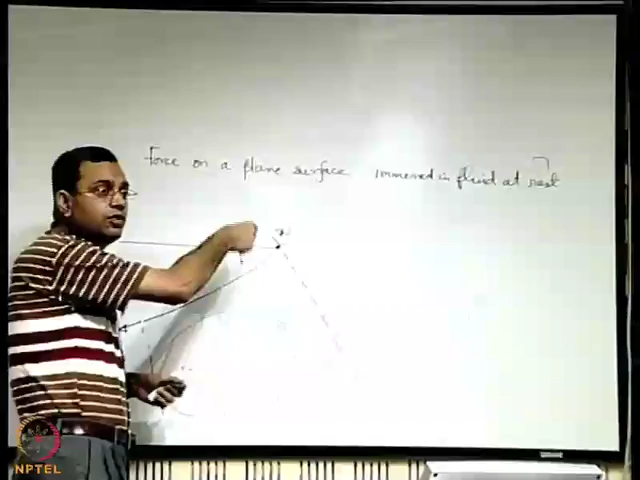 Force on a plane surface immersed in fluid at rest
NPTEL